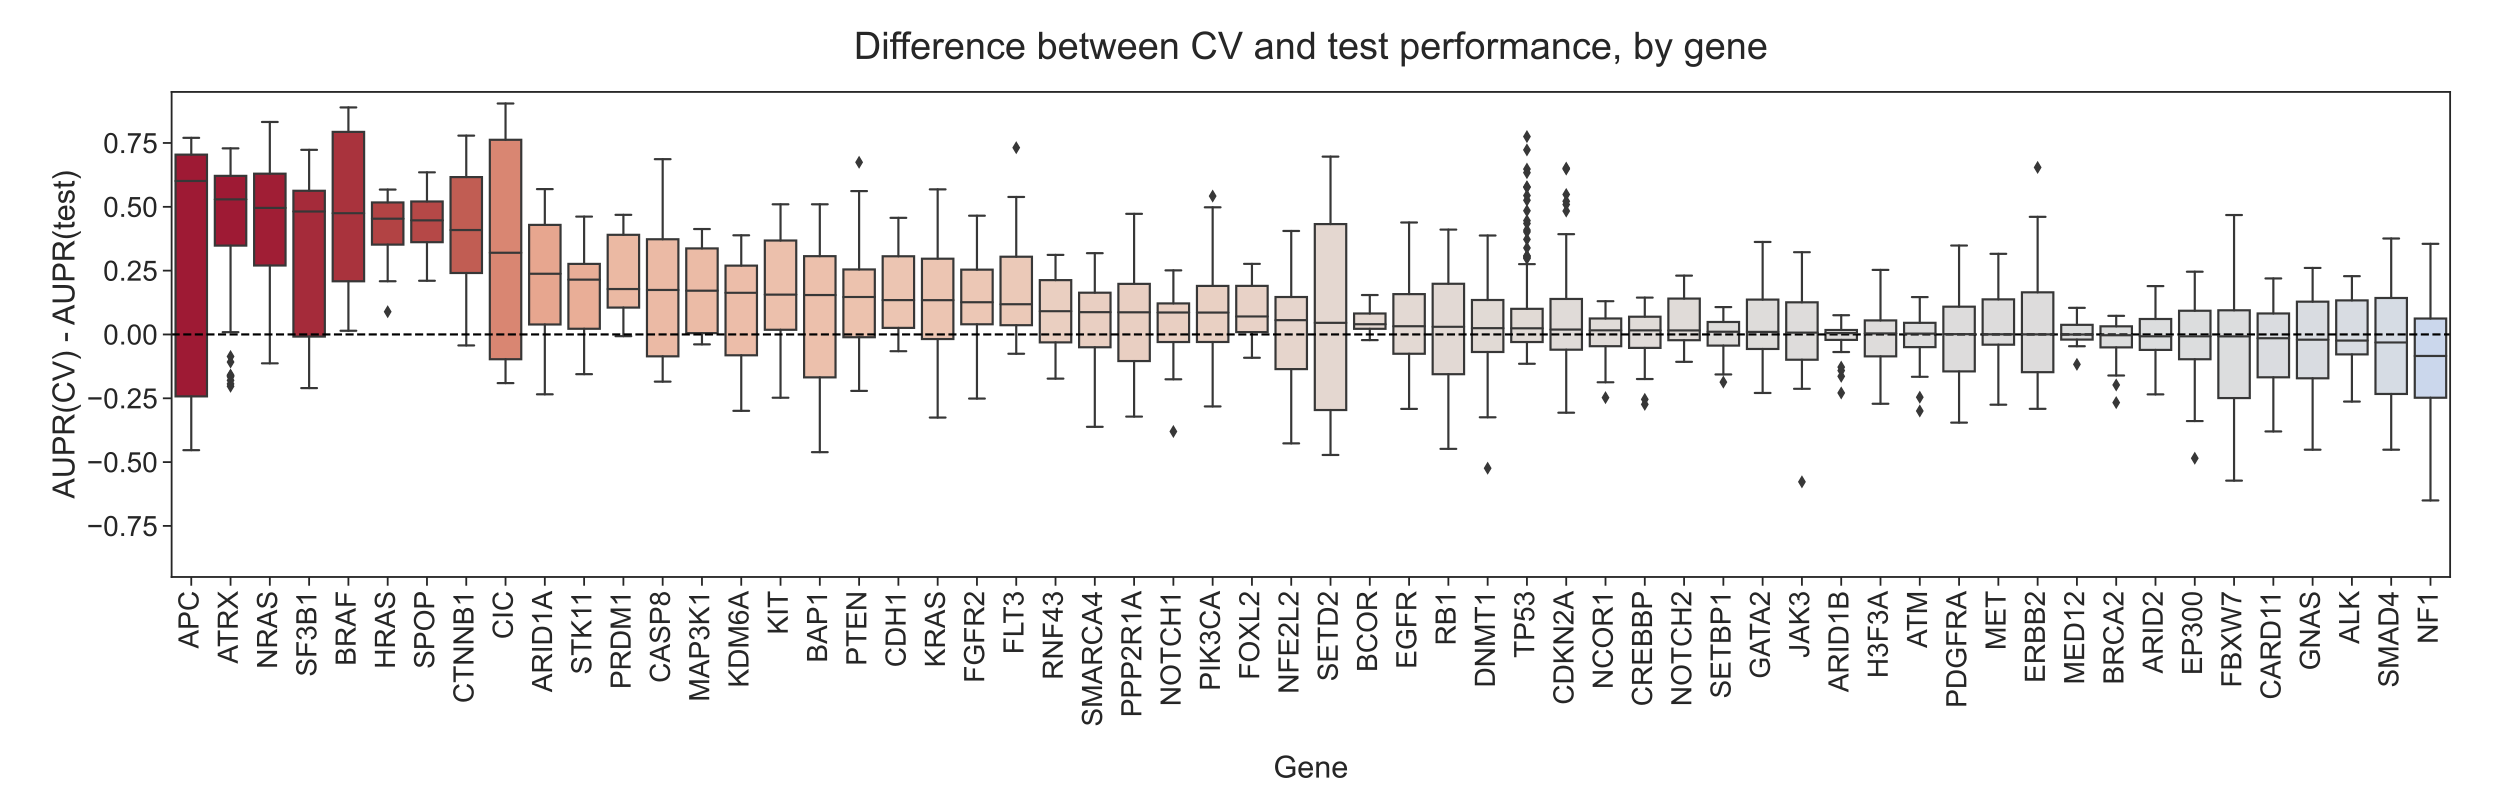 Difference between CV and test performance, by gene
AUPR(CV) - AUPR(test)
0.75
0.50
0.25
0.00
−0.25
−0.50
−0.75
APC
ATRX
NRAS
SF3B1
BRAF
HRAS
SPOP
CTNNB1
CIC
ARID1A
STK11
PRDM1
CASP8
MAP3K1
KDM6A
KIT
BAP1
PTEN
CDH1
KRAS
FGFR2
FLT3
RNF43
SMARCA4
PPP2R1A
NOTCH1
PIK3CA
FOXL2
NFE2L2
SETD2
BCOR
EGFR
RB1
DNMT1
TP53
CDKN2A
NCOR1
CREBBP
NOTCH2
SETBP1
GATA2
JAK3
ARID1B
H3F3A
ATM
PDGFRA
MET
ERBB2
MED12
BRCA2
ARID2
EP300
FBXW7
CARD11
GNAS
ALK
SMAD4
NF1
Gene